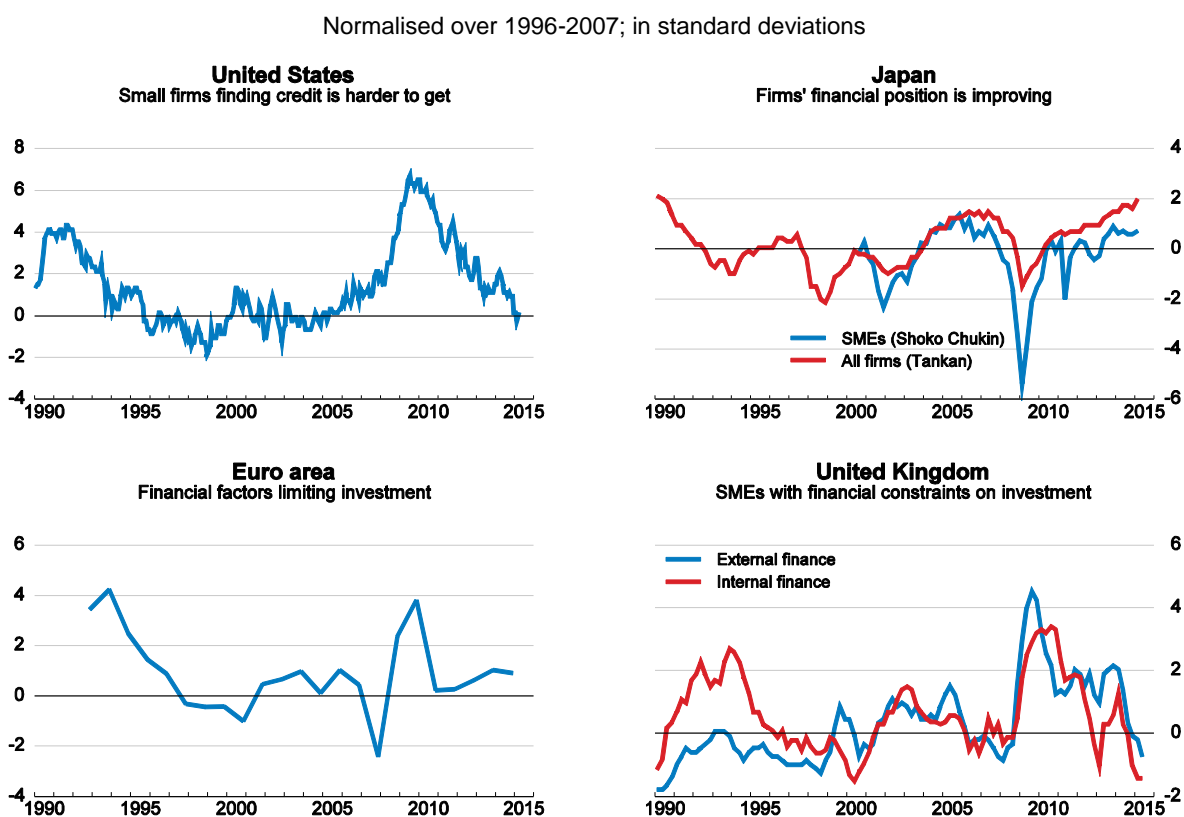 Normalised over 1996-2007; in standard deviations
United States
Small firms finding credit is harder to get
8
6
4
2
0
-2
-4
1990 1995 2000 2005 2010 2015
Japan
Firms' financial position is improving
4
2
0
-2
-4
-6
SMEs (Shoko Chukin)
All firms (Tankan)
1990 1995 2000 2005 2010 2015
Euro area
Financial factors limiting investment
6
4
2
0
-2
-4
1990 1995 2000 2005 2010 2015
United Kingdom
SMEs with financial constraints on investment
6
4
2
0
-2
External finance
Internal finance
1990 1995 2000 2005 2010 2015